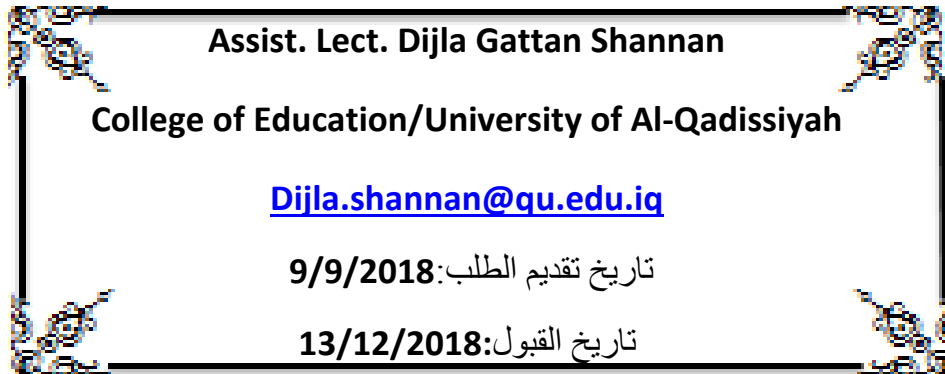 Assist. Lect. Dijla Gattan Shannan
College of Education/University of Al-Qadissiyah
Dijla.shannan@qu.edu.iq
تاريخ تقديم الطلب:9/9/2018
تاريخ القبول:13/12/2018